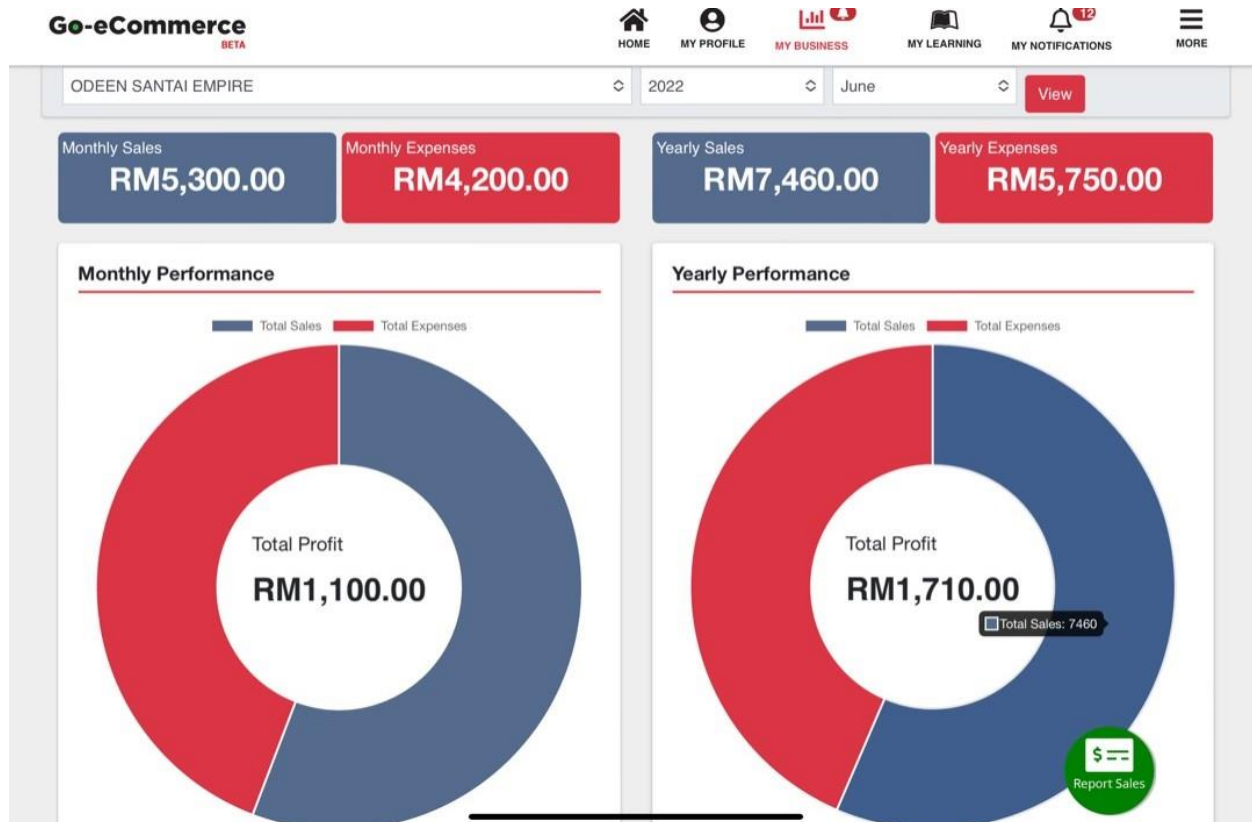 Go-eCommerce
BETA
HOME
MY PROFILE
MY BUSINESS
MY LEARNING
12
MY NOTIFICATIONS
MORE
ODEEN SANTAI EMPIRE
2022
June
View
Monthly Sales
RM5,300.00
Monthly Expenses
RM4,200.00
Yearly Sales
RM7,460.00
Yearly Expenses
RM5,750.00
Monthly Performance
Total Sales
Total Expenses
Total Profit
RM1,100.00
Yearly Performance
Total Sales
Total Expenses
Total Profit
RM1,710.00
Total Sales: 7460
$
Report Sales